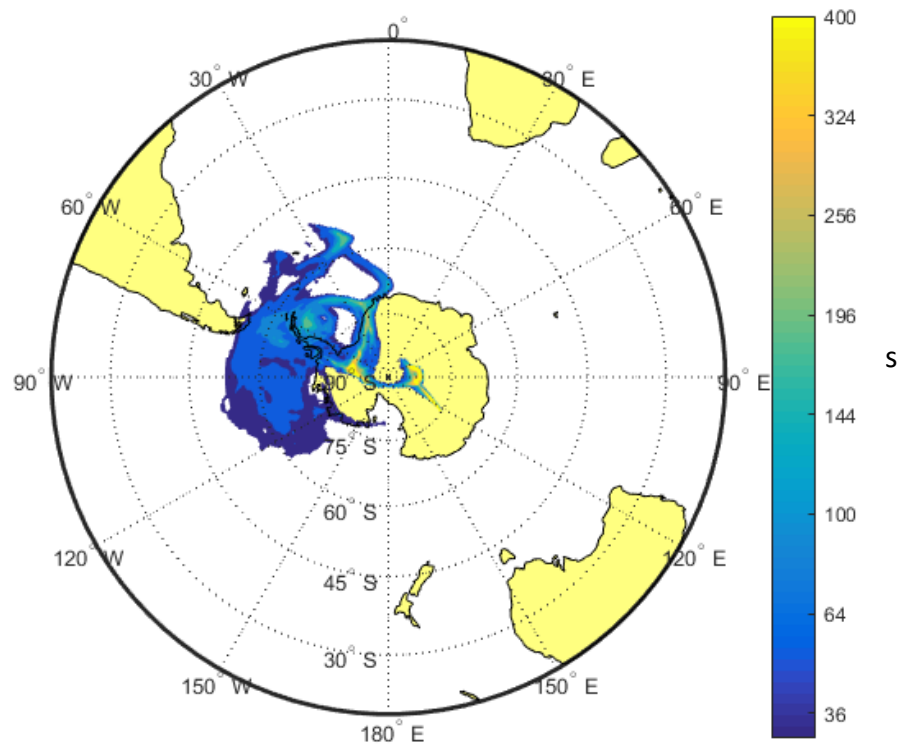 0° 
30° W
30° E
60° W
60° E
90° W
90° S
90° E
75° S
60° S
120° W
120° E
45° S
30° S
150° W
150° E
180° E
400
324
256
196
144
100
64
36
s